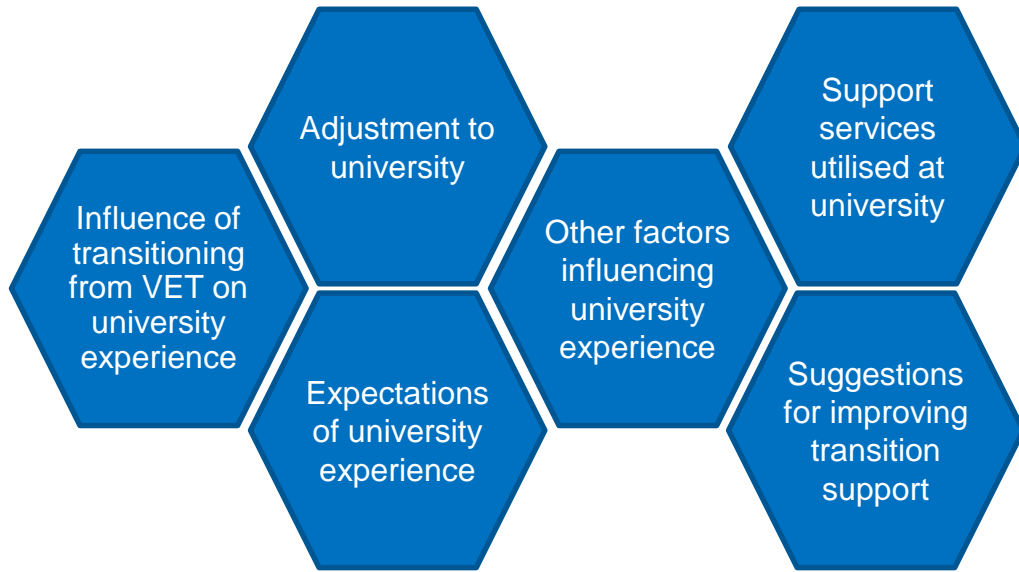 Influence of
transitioning
from VET on
university
experience
Adjustment to
university
Expectations
of university
experience
Other factors
influencing
university
experience
Support
services
utilised at
university
Suggestions
for improving
transition
support